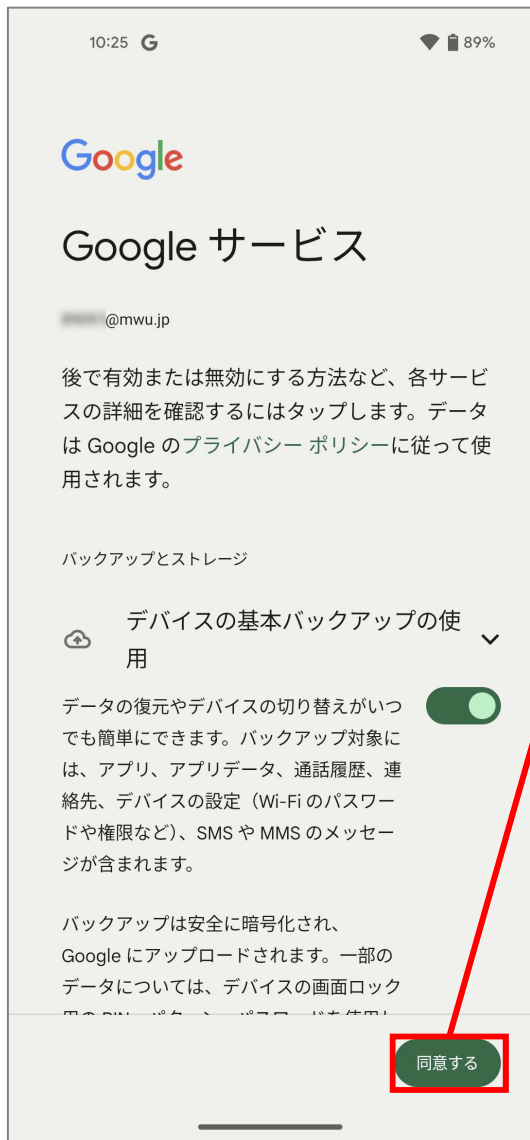 10:25 G 89%
Google
Google サービス
@mwu.jp
後で有効または無効にする方法など、各サービ
スの詳細を確認するにはタップします。データ
は Google のプライバシー ポリシーに従って使
用されます。
バックアップとストレージ
デバイスの基本バックアップの使
用
データの復元やデバイスの切り替えがいつ
でも簡単にできます。バックアップ対象に
は、アプリ、アプリデータ、通話履歴、連
絡先、デバイスの設定（Wi-Fi のパスワー
ドや権限など）、SMS や MMS のメッセー
ジが含まれます。
バックアップは安全に暗号化され、
Google にアップロードされます。一部の
データについては、デバイスの画面ロック
同意する